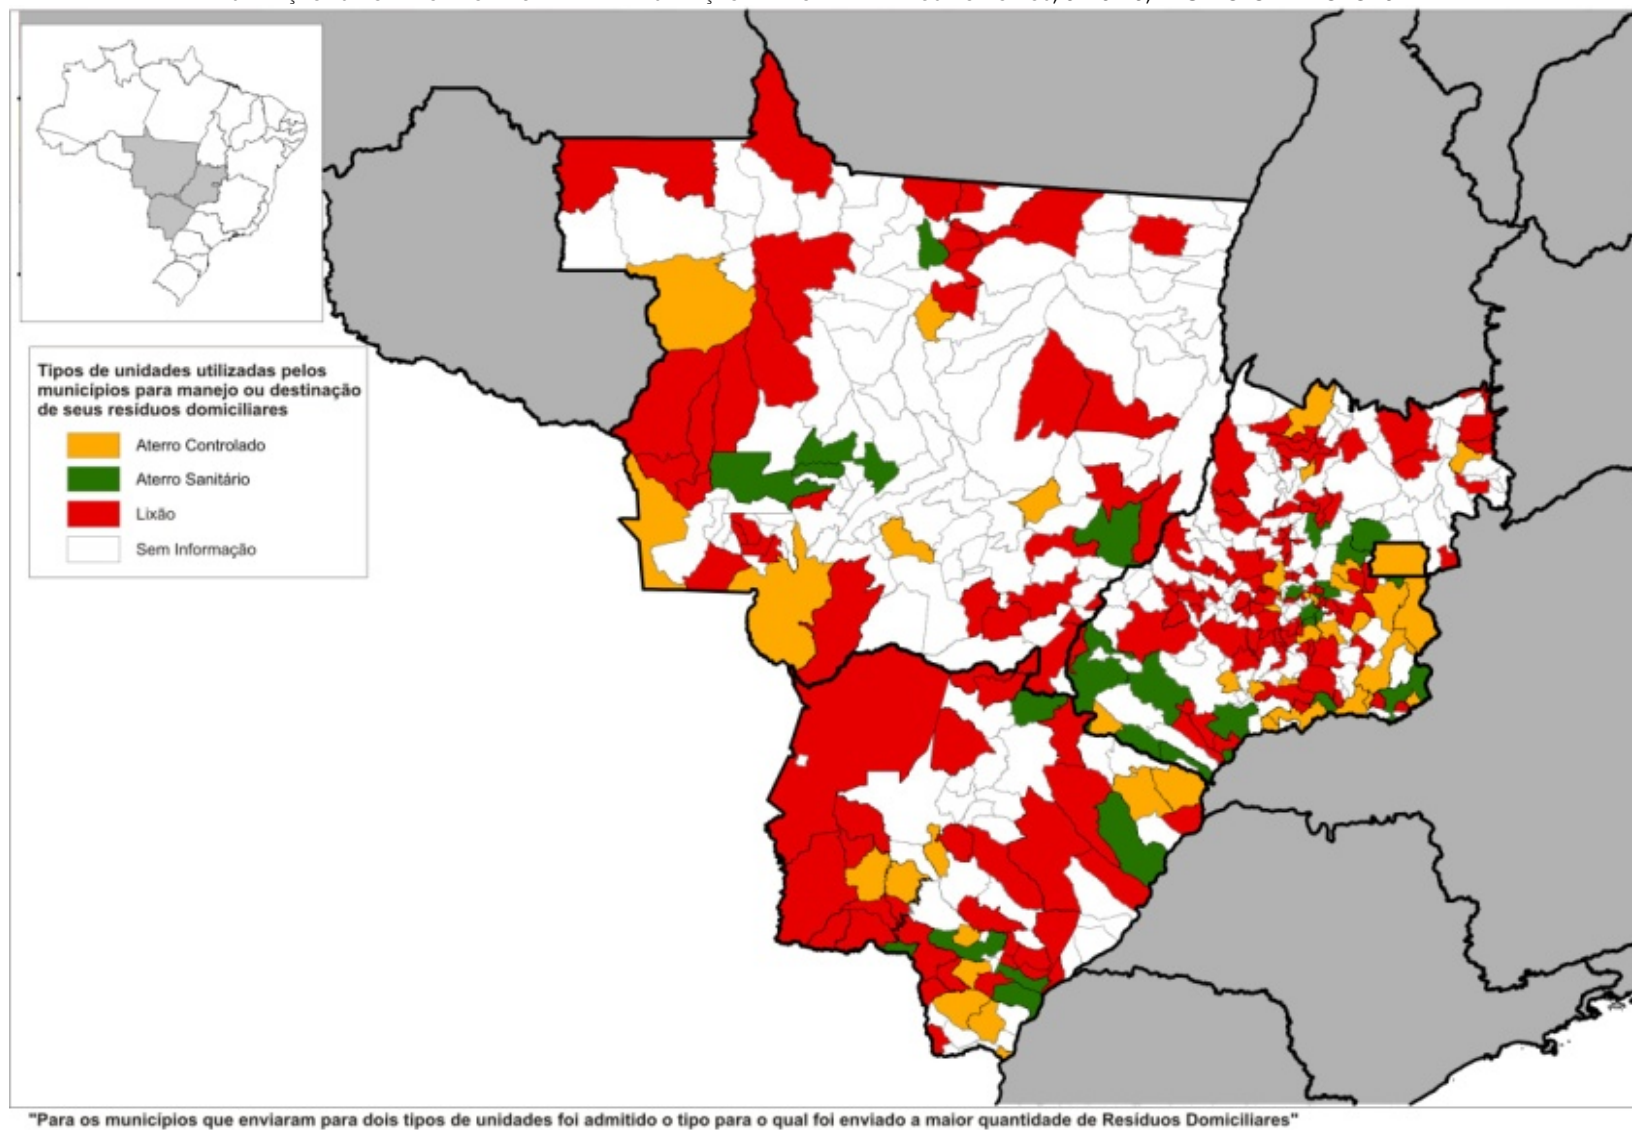 Tipos de unidades utilizadas pelos
municípios para manejo ou destinação
de seus resíduos domiciliares
Aterro Controlado
Aterro Sanitário
Lixão
Sem Informação
"Para os municípios que enviaram para dois tipos de unidades foi admitido o tipo para o qual foi enviado a maior quantidade de Resíduos Domiciliares"